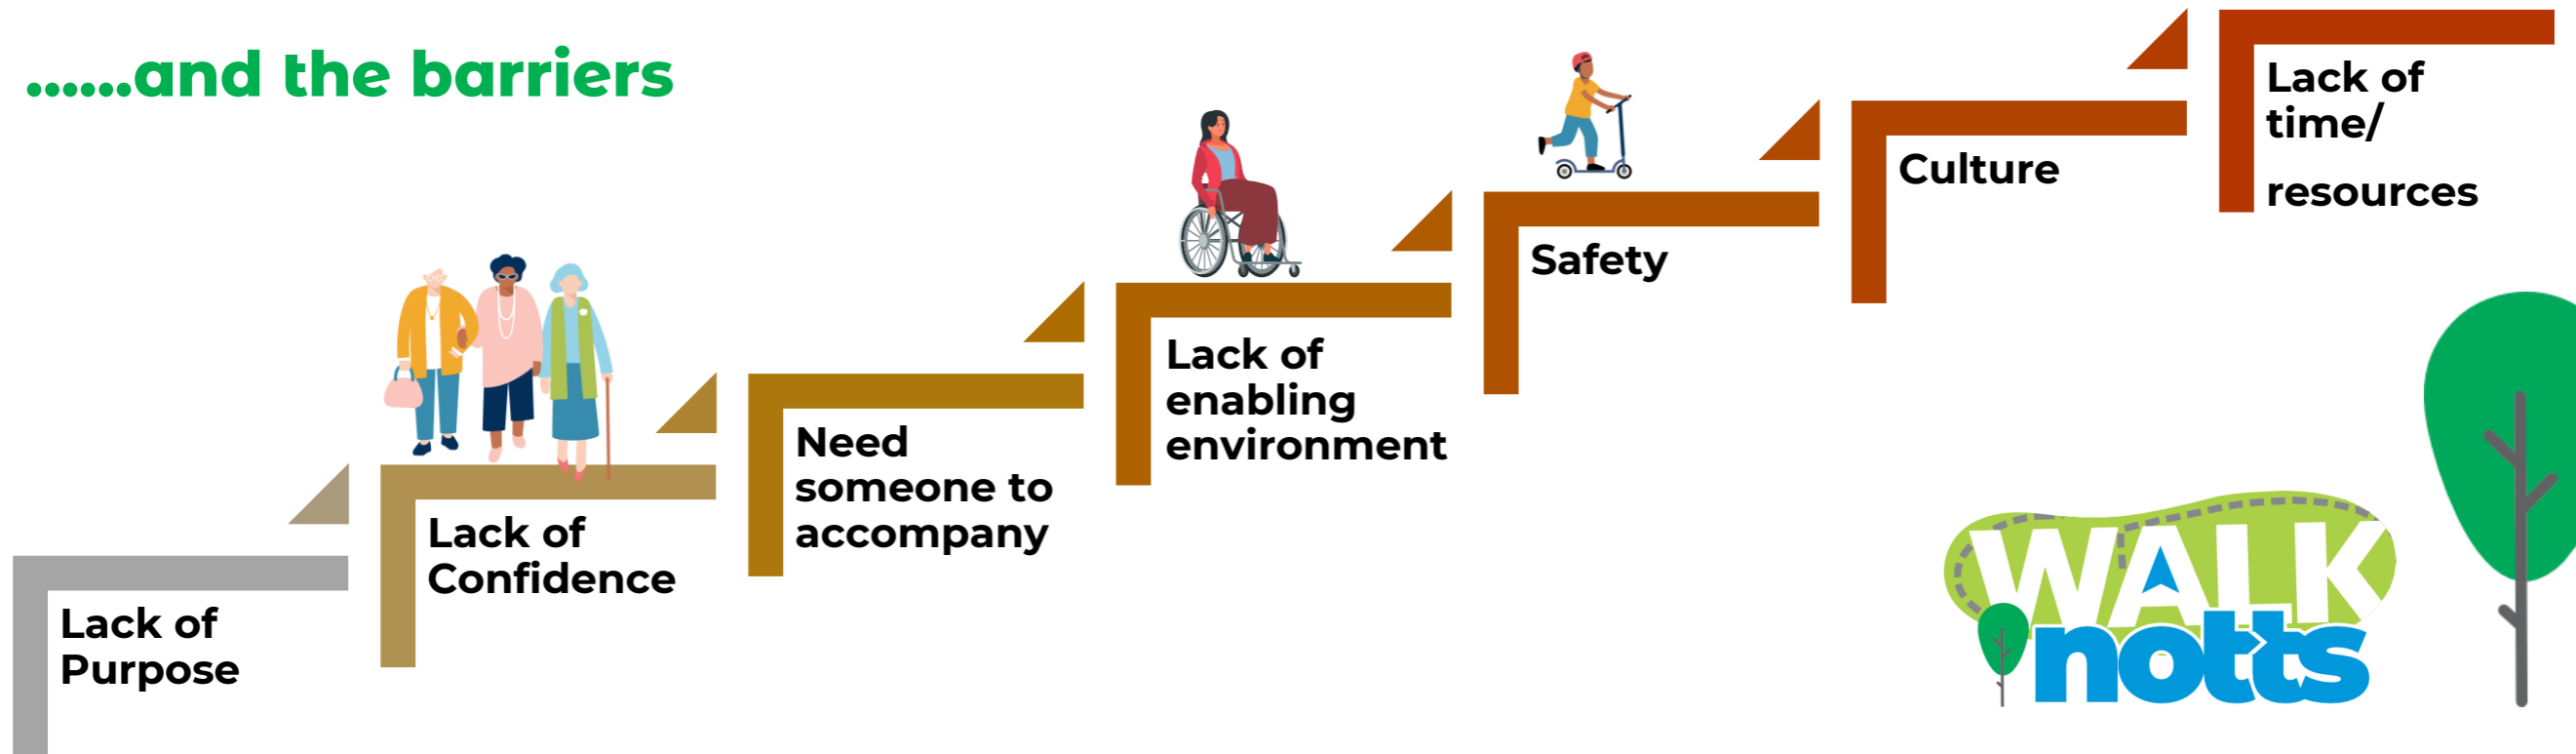 ......and the barriers
Lack of
Purpose
Lack of
Confidence
Need
someone to
accompany
Lack of
enabling
environment
Safety
Culture
Lack of
time/
resources
WALK
notts